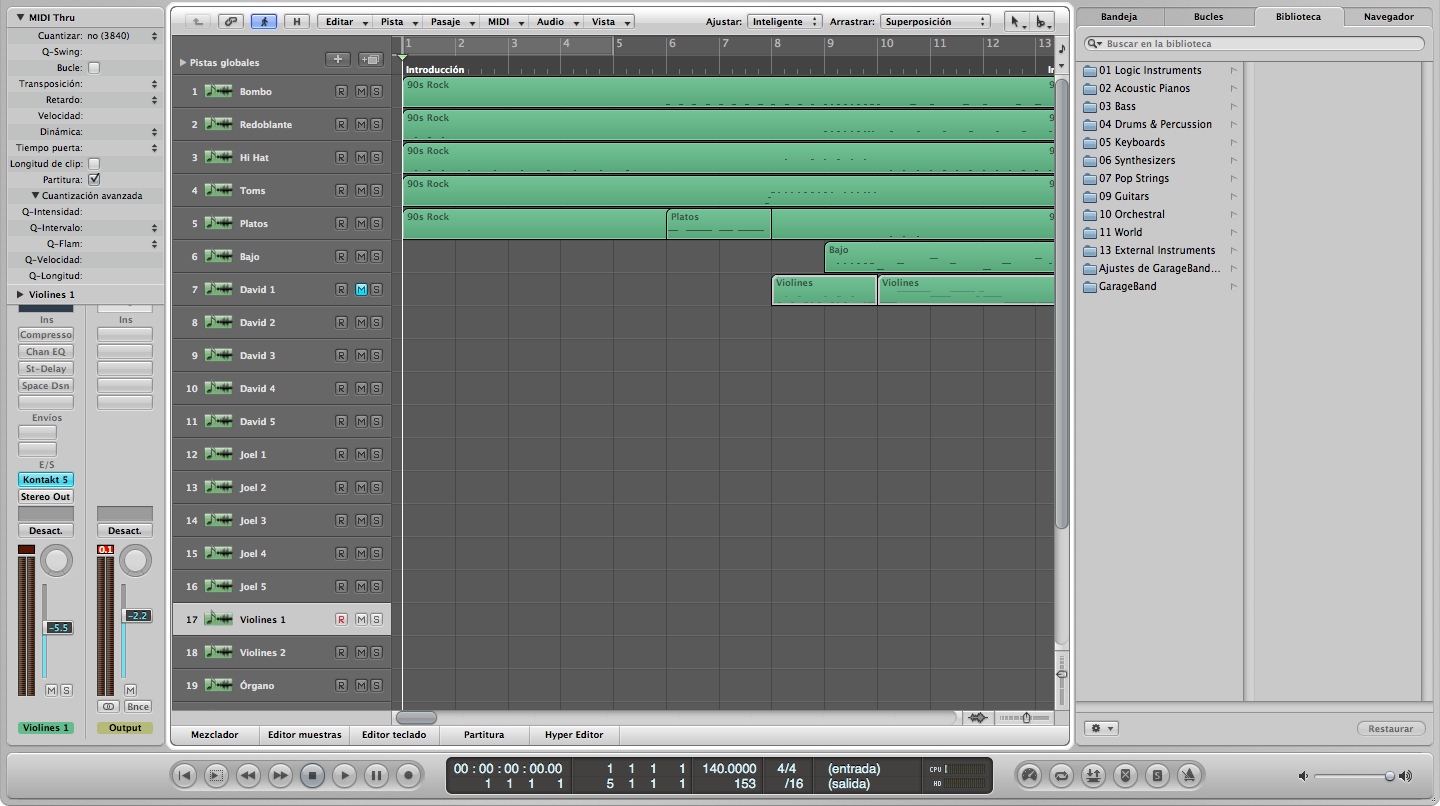 MIDI Thru
Cuantizar: no (3840)
Q-Swing:
Bucle:
Transposición:
Retardo:
Velocidad:
Dinámica:
Tiempo puerta:
Longitud de clip:
Partitura:
Cuantización avanzada
Q-Intensidad:
Q-Intervalo:
Q-Flam:
Q-Velocidad:
Q-Longitud:
Violines 1
Ins Ins
Compresso
Chan EQ
St-Delay
Space Dsn
Envíos
E/S
Kontakt 5
Stereo Out
Desact. Desact.
0.1
-5.5 -2.2
M S M
Bnce
Violines 1 Output
H Editar Pista Pasaje MIDI Audio Vista Ajustar: Inteligente Arrastrar: Superposición
1 2 3 4 5 6 7 8 9 10 11 12 13
Pistas globales
Introducción
1 Bombo R M S 90s Rock
2 Redoblante R M S 90s Rock
3 Hi Hat R M S 90s Rock
4 Toms R M S 90s Rock
5 Platos R M S 90s Rock Platos
6 Bajo R M S Bajo
7 David 1 R M S Violines Violines
8 David 2 R M S
9 David 3 R M S
10 David 4 R M S
11 David 5 R M S
12 Joel 1 R M S
13 Joel 2 R M S
14 Joel 3 R M S
15 Joel 4 R M S
16 Joel 5 R M S
17 Violines 1 R M S
18 Violines 2 R M S
19 Órgano R M S
Mezclador Editor muestras Editor teclado Partitura Hyper Editor
Bandeja Bucles Biblioteca Navegador
Buscar en la biblioteca
01 Logic Instruments
02 Acoustic Pianos
03 Bass
04 Drums & Percussion
05 Keyboards
06 Synthesizers
07 Pop Strings
09 Guitars
10 Orchestral
11 World
13 External Instruments
Ajustes de GarageBand...
GarageBand
Restaurar
00 : 00 : 00 : 00.00 1 1 1 1 140.0000 4/4 (entrada) CPU
1 1 1 1 5 1 1 1 153 /16 (salida) HD